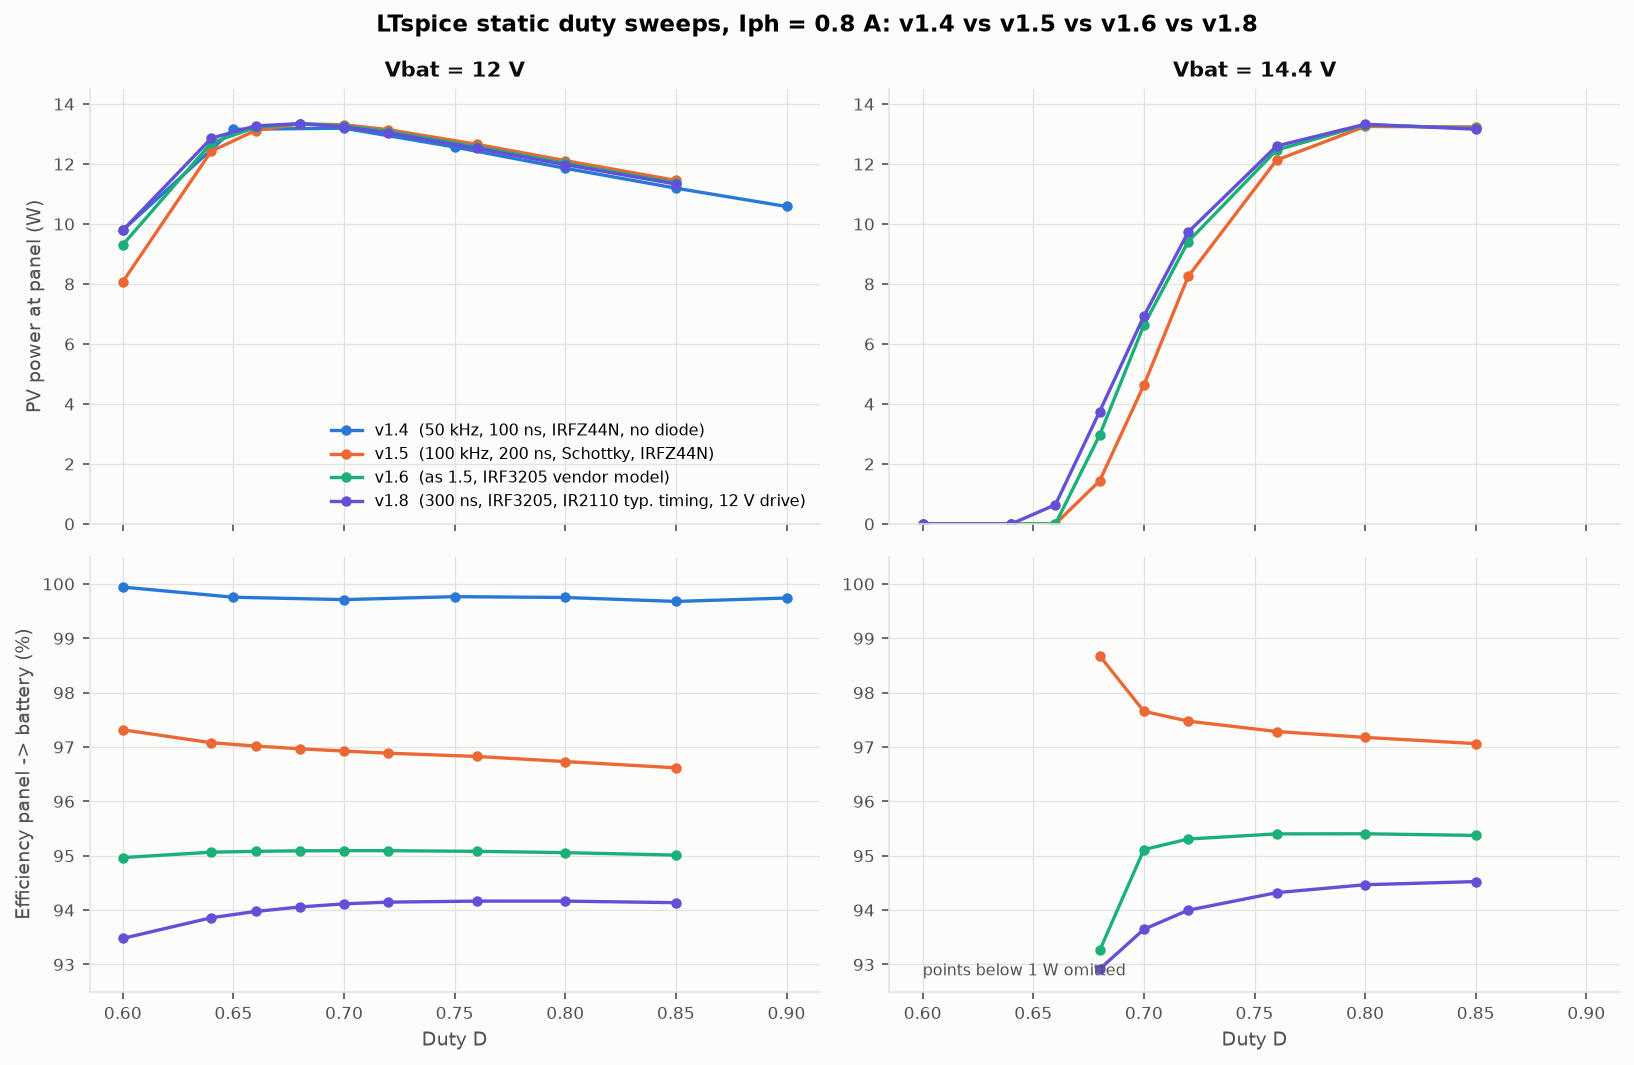 LTspice static duty sweeps, Iph = 0.8 A: v1.4 vs v1.5 vs v1.6 vs v1.8
Vbat = 12 V
Vbat = 14.4 V
PV power at panel (W)
14
12
10
8
6
4
2
0
v1.4 (50 kHz, 100 ns, IRFZ44N, no diode)
v1.5 (100 kHz, 200 ns, Schottky, IRFZ44N)
v1.6 (as 1.5, IRF3205 vendor model)
v1.8 (300 ns, IRF3205, IR2110 typ. timing, 12 V drive)
14
12
10
8
6
4
2
0
Efficiency panel -> battery (%)
100
99
98
97
96
95
94
93
0.60 0.65 0.70 0.75 0.80 0.85 0.90
Duty D
100
99
98
97
96
95
94
93
points below 1 W omitted
0.60 0.65 0.70 0.75 0.80 0.85 0.90
Duty D